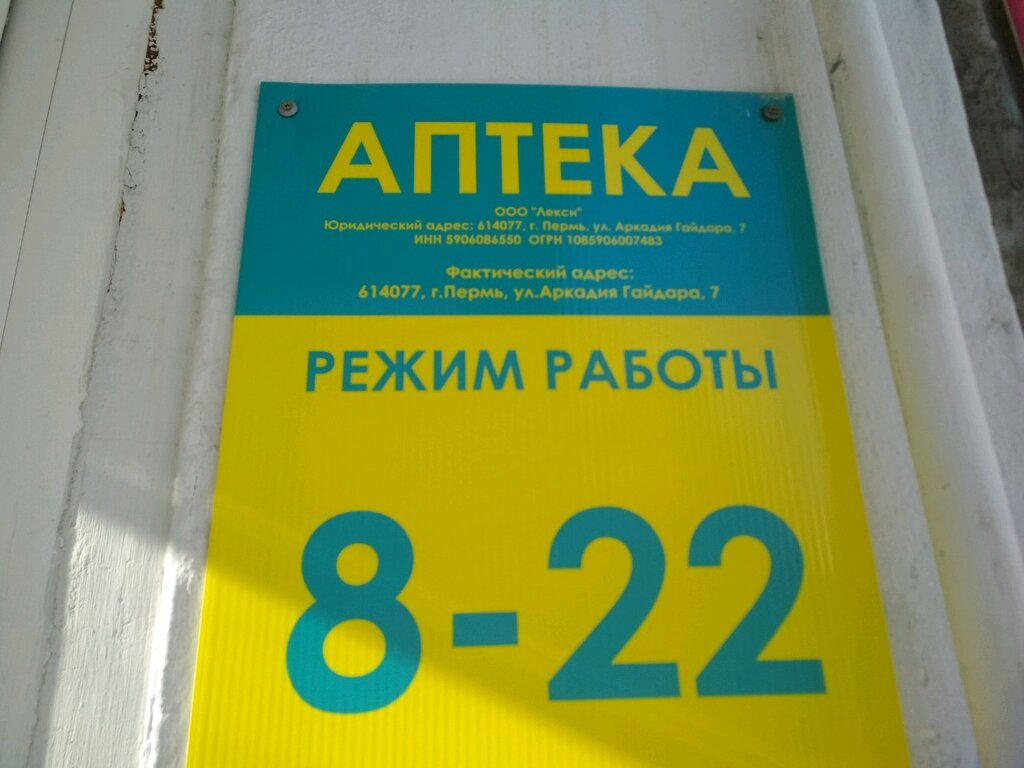 АПТЕКА
ООО "Лекси"
Юридический адрес: 614077, г. Пермь, ул. Аркадия Гайдара, 7
ИНН 5906086550 ОГРН 1085906007483
Фактический адрес:
614077, г.Пермь, ул.Аркадия Гайдара, 7
РЕЖИМ РАБОТЫ
8-22